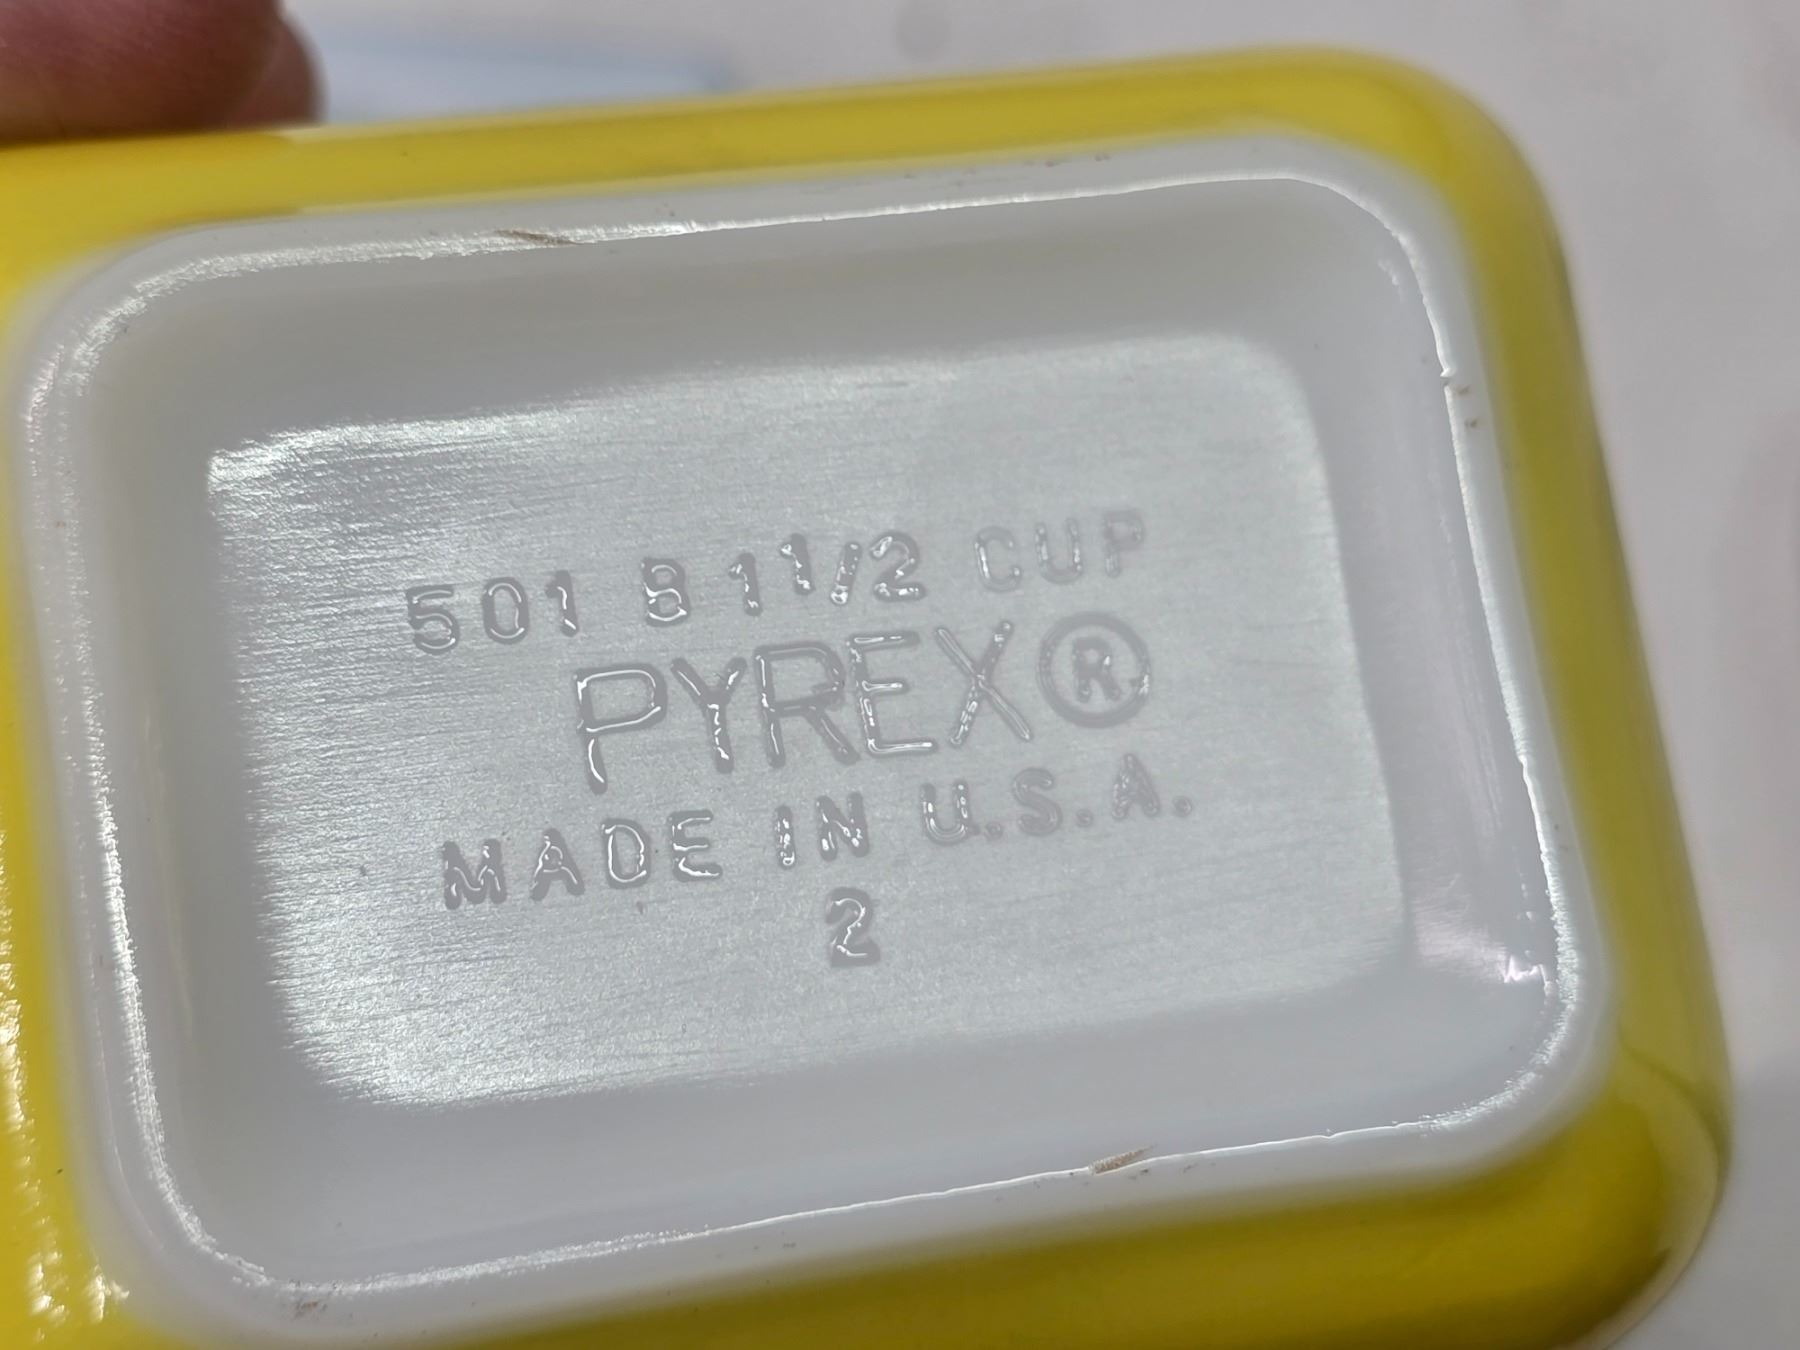 501 B 1 1/2 CUP
PYREX®
MADE IN U.S.A.
2